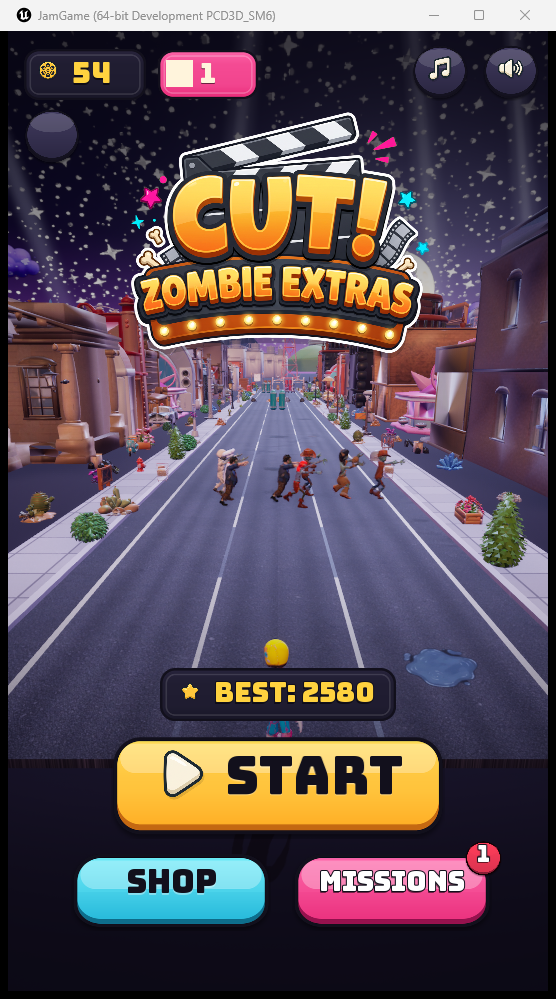 JamGame (64-bit Development PCD3D_SM6)
54
1
CUT!
ZOMBIE EXTRAS
BEST: 2580
START
SHOP
MISSIONS
1